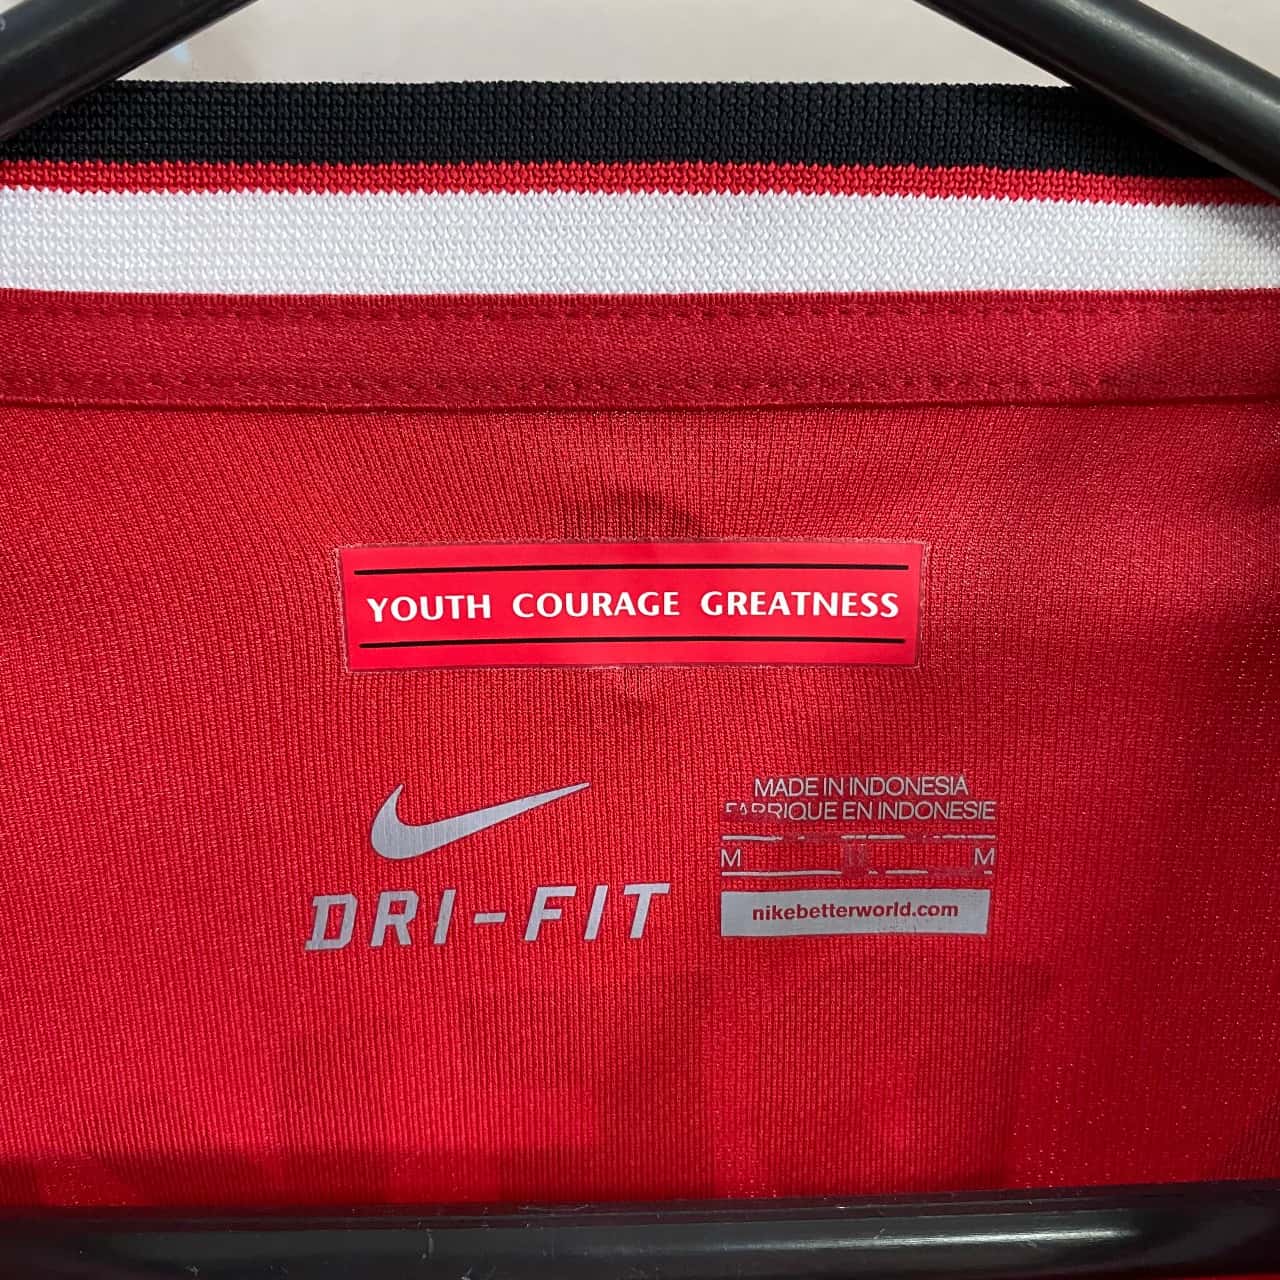 YOUTH COURAGE GREATNESS
DRI-FIT
MADE IN INDONESIA
FABRIQUE EN INDONESIE
M M
nikebetterworld.com